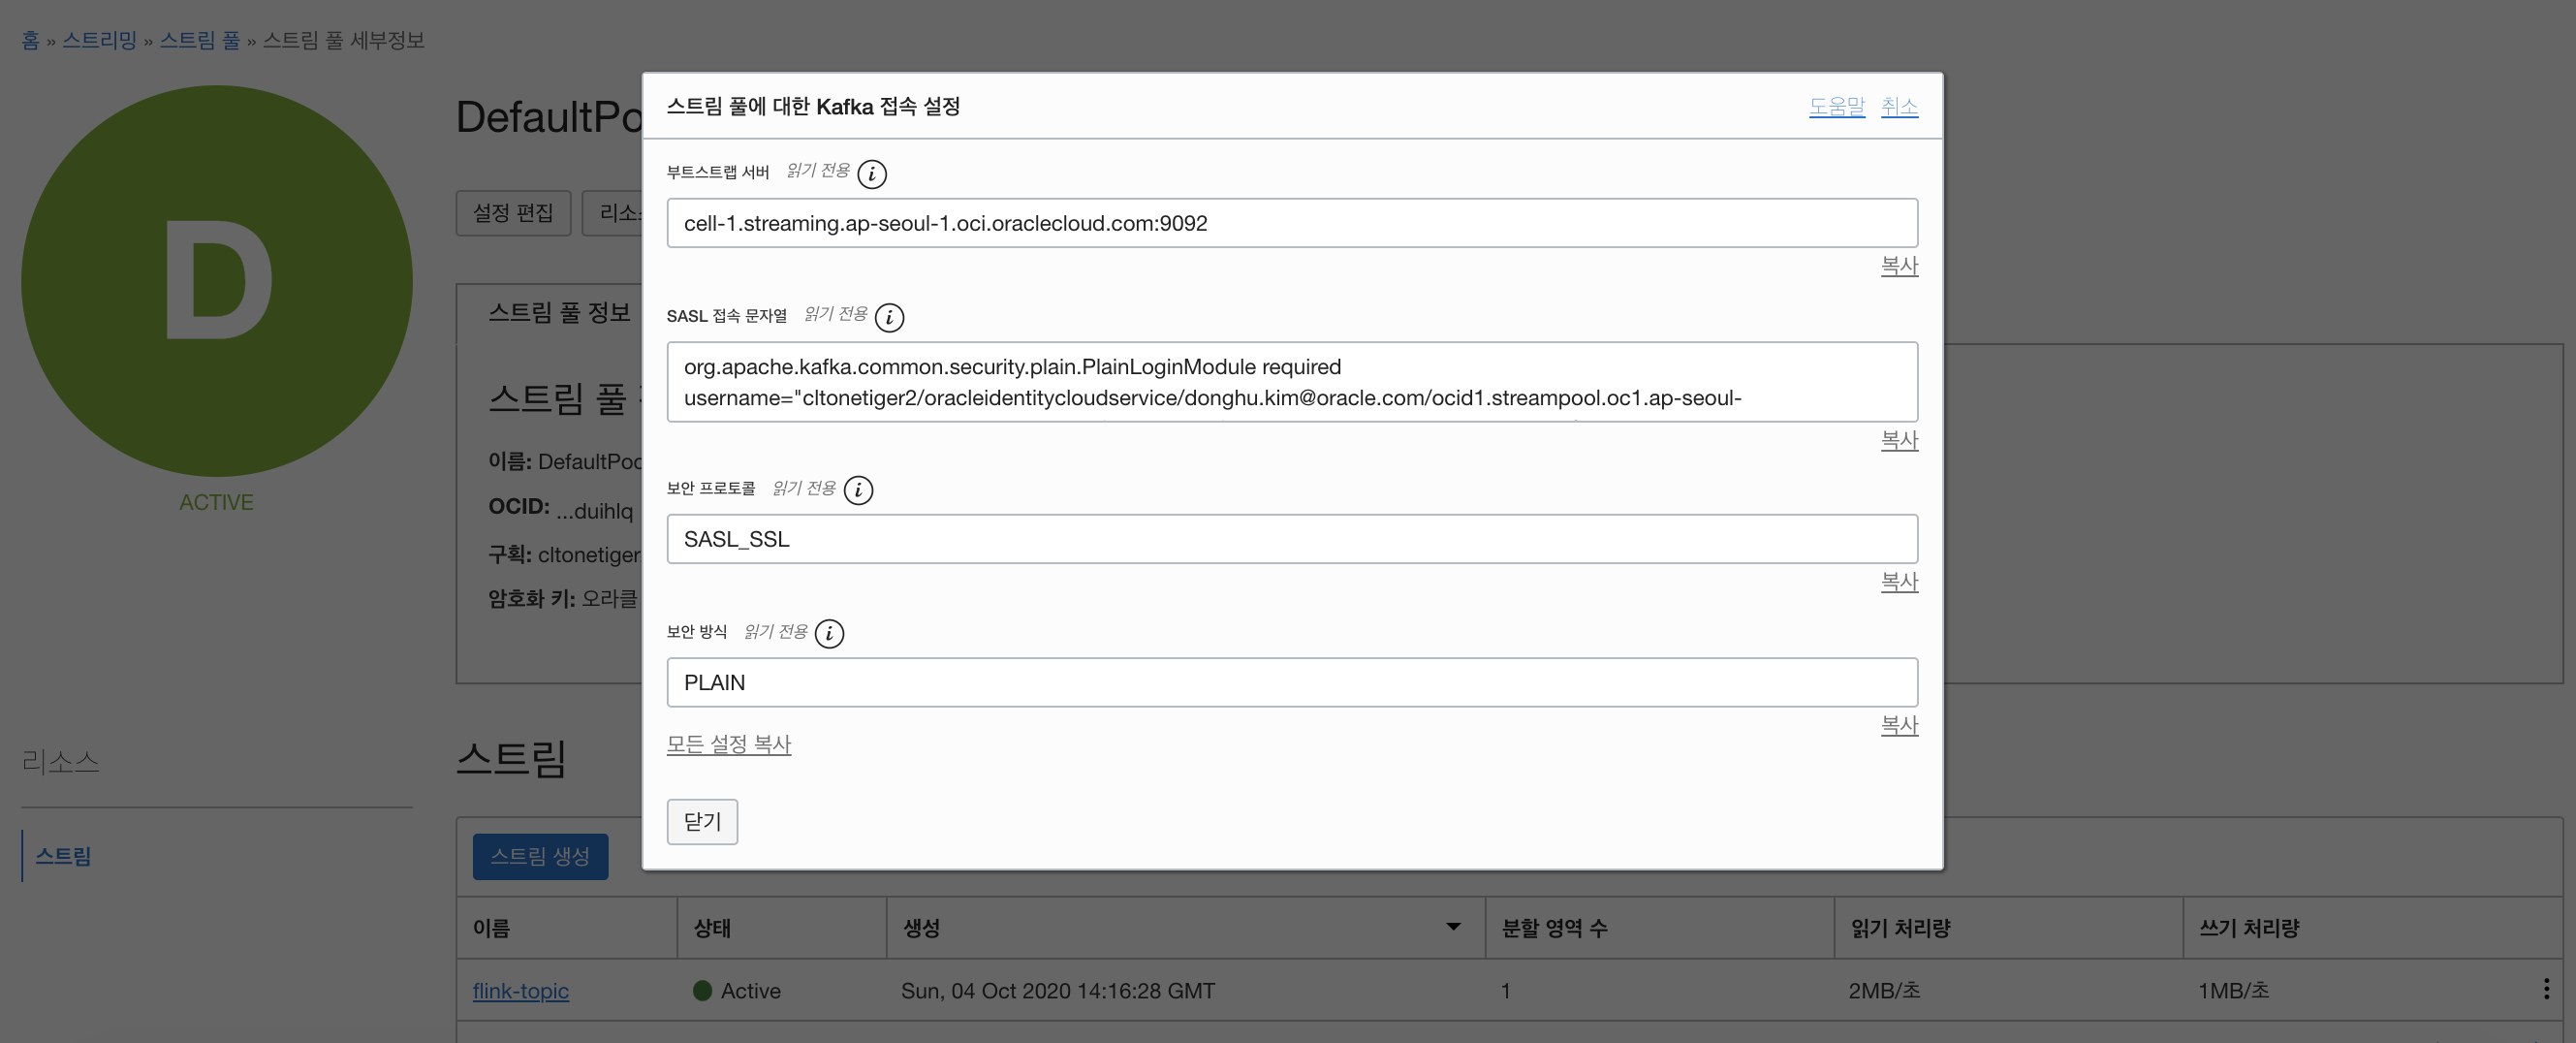 홈 » 스트리밍 » 스트림 풀 » 스트림 풀 세부정보
D
ACTIVE
DefaultPo
설정 편집
스트림 풀 정보
스트림 풀
이름: DefaultPoo
OCID: ...duihlq
구획: cltonetiger
암호화 키: 오라클
스트림 풀에 대한 Kafka 접속 설정
도움말 취소
부트스트랩 서버 읽기 전용 i
cell-1.streaming.ap-seoul-1.oci.oraclecloud.com:9092
복사
SASL 접속 문자열 읽기 전용 i
org.apache.kafka.common.security.plain.PlainLoginModule required
username="cltonetiger2/oracleidentitycloudservice/donghu.kim@oracle.com/ocid1.streampool.oc1.ap-seoul-
복사
보안 프로토콜 읽기 전용 i
SASL_SSL
복사
보안 방식 읽기 전용 i
PLAIN
복사
모든 설정 복사
닫기
리소스
스트림
스트림
스트림 생성
이름 상태 생성 분할 영역 수 읽기 처리량 쓰기 처리량
flink-topic Active Sun, 04 Oct 2020 14:16:28 GMT 1 2MB/초 1MB/초